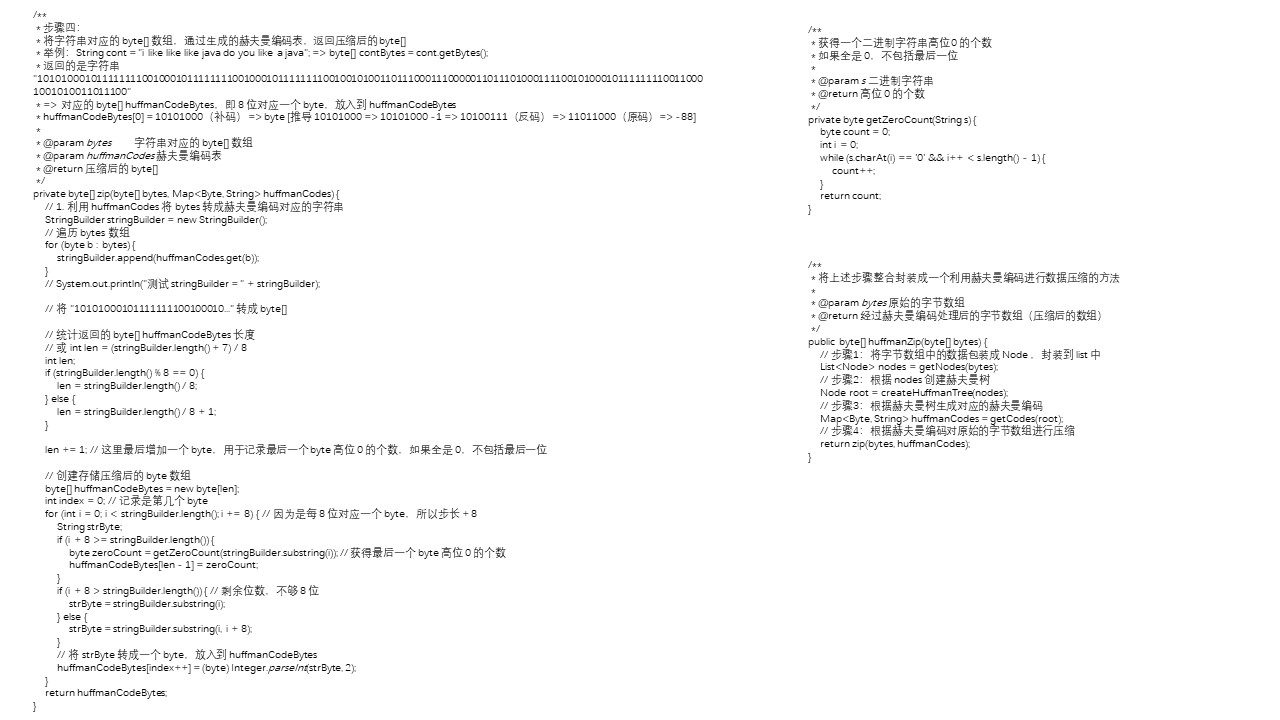 /**
 * 步骤四：
 * 将字符串对应的 byte[] 数组，通过生成的赫夫曼编码表，返回压缩后的 byte[]
 * 举例： String cont = "i like like like java do you like a java"; => byte[] contBytes = cont.getBytes();
 * 返回的是字符串
"1010100010111111110010001011111111001000101111111100100101001101110001110000011011101000111100101000101111111100110001001010011011100"
 * => 对应的 byte[] huffmanCodeBytes，即 8 位对应一个 byte，放入到 huffmanCodeBytes
 * huffmanCodeBytes[0] = 10101000（补码） => byte [推导 10101000 => 10101000 - 1 => 10100111（反码） => 11011000（原码） => -88]
 *
 * @param bytes        字符串对应的 byte[] 数组
 * @param huffmanCodes 赫夫曼编码表
 * @return 压缩后的 byte[]
 */
private byte[] zip(byte[] bytes, Map<Byte, String> huffmanCodes) {
    // 1. 利用 huffmanCodes 将 bytes 转成赫夫曼编码对应的字符串
    StringBuilder stringBuilder = new StringBuilder();
    // 遍历 bytes 数组
    for (byte b : bytes) {
        stringBuilder.append(huffmanCodes.get(b));
    }
    // System.out.println("测试 stringBuilder = " + stringBuilder);

    // 将 "1010100010111111111100100010..." 转成 byte[]

    // 统计返回的 byte[] huffmanCodeBytes 长度
    // 或 int len = (stringBuilder.length() + 7) / 8
    int len;
    if (stringBuilder.length() % 8 == 0) {
        len = stringBuilder.length() / 8;
    } else {
        len = stringBuilder.length() / 8 + 1;
    }

    len += 1; // 这里最后增加一个 byte，用于记录最后一个 byte 高位 0 的个数，如果全是 0，不包括最后一位

    // 创建存储压缩后的 byte 数组
    byte[] huffmanCodeBytes = new byte[len];
    int index = 0; // 记录是第几个 byte
    for (int i = 0; i < stringBuilder.length(); i += 8) { // 因为是每 8 位对应一个 byte，所以步长 + 8
        String strByte;
        if (i + 8 >= stringBuilder.length()) {
            byte zeroCount = getZeroCount(stringBuilder.substring(i)); // 获得最后一个 byte 高位 0 的个数
            huffmanCodeBytes[len - 1] = zeroCount;
        }
        if (i + 8 > stringBuilder.length()) { // 剩余位数，不够 8 位
            strByte = stringBuilder.substring(i);
        } else {
            strByte = stringBuilder.substring(i, i + 8);
        }
        // 将 strByte 转成一个 byte，放入到 huffmanCodeBytes
        huffmanCodeBytes[index++] = (byte) Integer.parseInt(strByte, 2);
    }
    return huffmanCodeBytes;
}
/**
 * 获得一个二进制字符串高位 0 的个数
 * 如果全是 0，不包括最后一位
 *
 * @param s 二进制字符串
 * @return 高位 0 的个数
 */
private byte getZeroCount(String s) {
    byte count = 0;
    int i = 0;
    while (s.charAt(i) == '0' && i++ < s.length() - 1) {
        count++;
    }
    return count;
}
/**
 * 将上述步骤整合封装成一个利用赫夫曼编码进行数据压缩的方法
 *
 * @param bytes 原始的字节数组
 * @return 经过赫夫曼编码处理后的字节数组（压缩后的数组）
 */
public byte[] huffmanZip(byte[] bytes) {
    // 步骤1：将字节数组中的数据包装成 Node ，封装到 list 中
    List<Node> nodes = getNodes(bytes);
    // 步骤2：根据 nodes 创建赫夫曼树
    Node root = createHuffmanTree(nodes);
    // 步骤3：根据赫夫曼树生成对应的赫夫曼编码
    Map<Byte, String> huffmanCodes = getCodes(root);
    // 步骤4：根据赫夫曼编码对原始的字节数组进行压缩
    return zip(bytes, huffmanCodes);
}